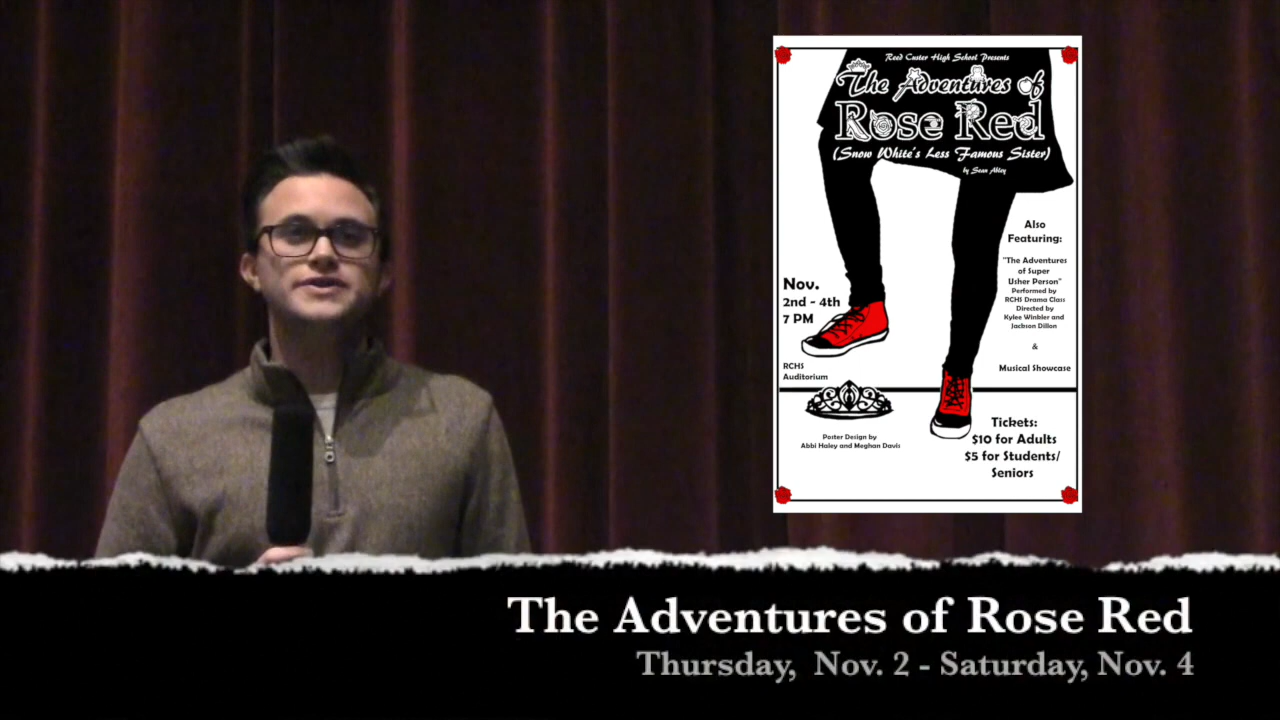 Reed Custer High School Presents
The Adventures of
Rose Red
(Snow White's Less Famous Sister)
by Sean Abley
Also
Featuring:
"The Adventures
of Super
Usher Person"
Performed by
RCHS Drama Class
Directed by
Kylee Winkler and
Jackson Dillon
&
Musical Showcase
Nov.
2nd - 4th
7 PM
RCHS
Auditorium
Poster Design by
Abbi Haley and Meghan Davis
Tickets:
$10 for Adults
$5 for Students/
Seniors
The Adventures of Rose Red
Thursday, Nov. 2 - Saturday, Nov. 4